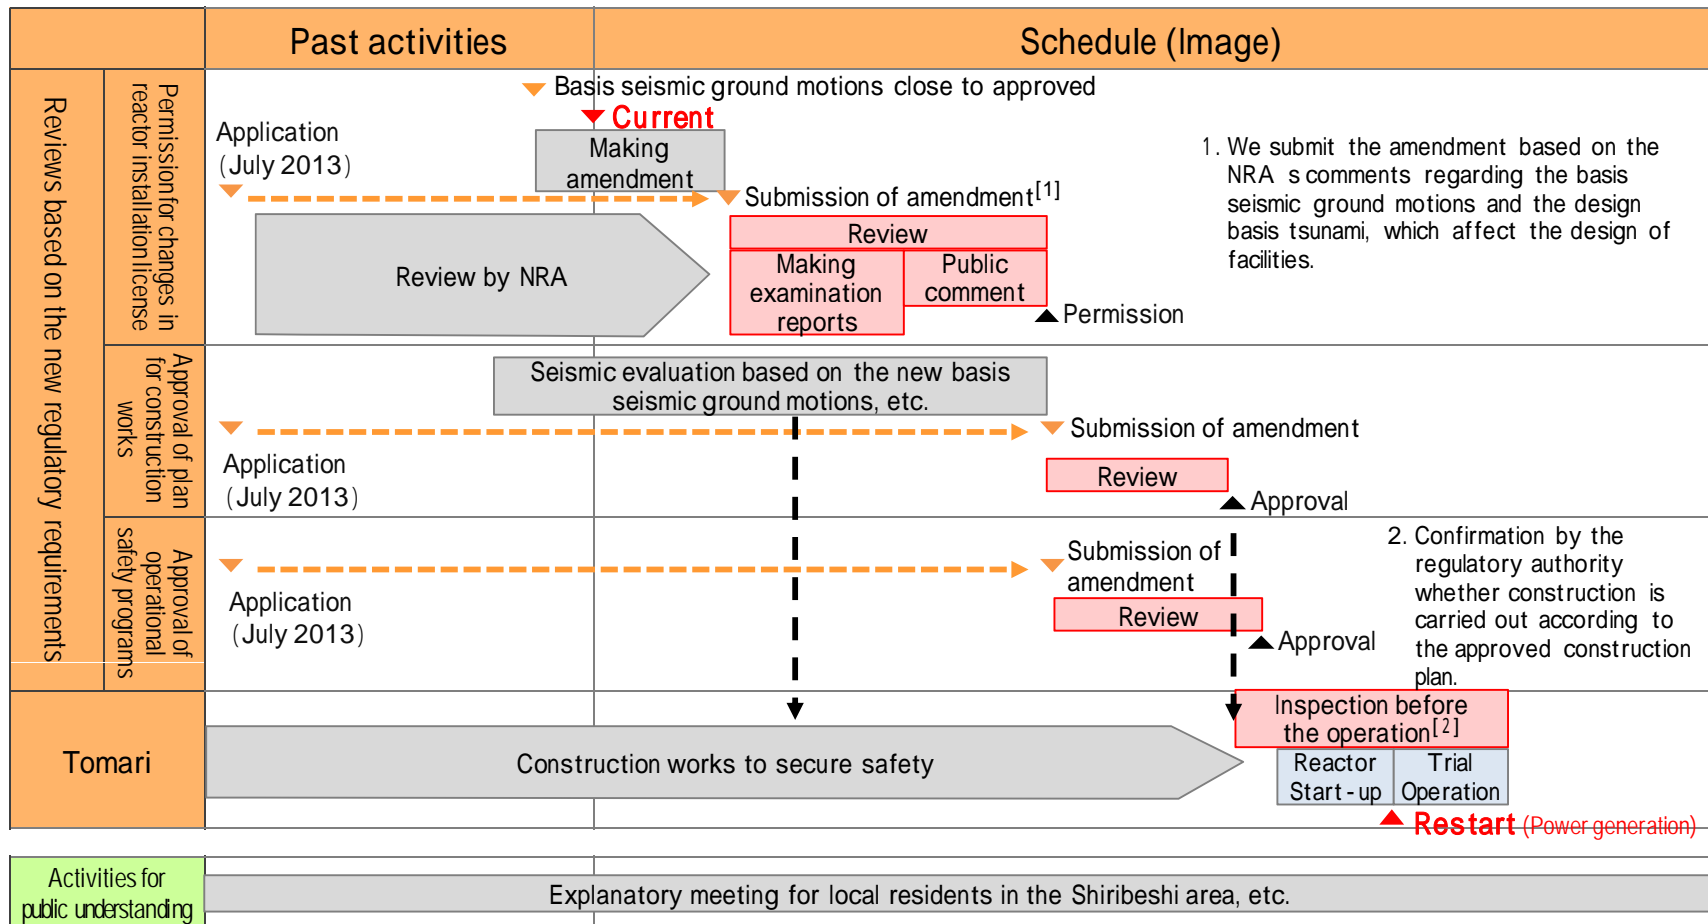 Past activities
Schedule (Image)
Reviews based on the new regulatory requirements
Permission for changes in
reactor installation license
Basis seismic ground motions close to approved
Current
Application
(July 2013)
Making
amendment
Submission of amendment[1]
Review by NRA
Review
Making
examination
reports
Public
comment
Permission
1. We submit the amendment based on the
NRA s comments regarding the basis
seismic ground motions and the design
basis tsunami, which affect the design of
facilities.
Approval of plan
for construction
works
Seismic evaluation based on the new basis
seismic ground motions, etc.
Submission of amendment
Application
(July 2013)
Review
Approval
Approval of
operational
safety programs
Submission of
amendment
Application
(July 2013)
Review
Approval
2. Confirmation by the
regulatory authority
whether construction is
carried out according to
the approved construction
plan.
Tomari
Construction works to secure safety
Inspection before
the operation[2]
Reactor
Start-up
Trial
Operation
Restart (Power generation)
Activities for
public understanding
Explanatory meeting for local residents in the Shiribeshi area, etc.